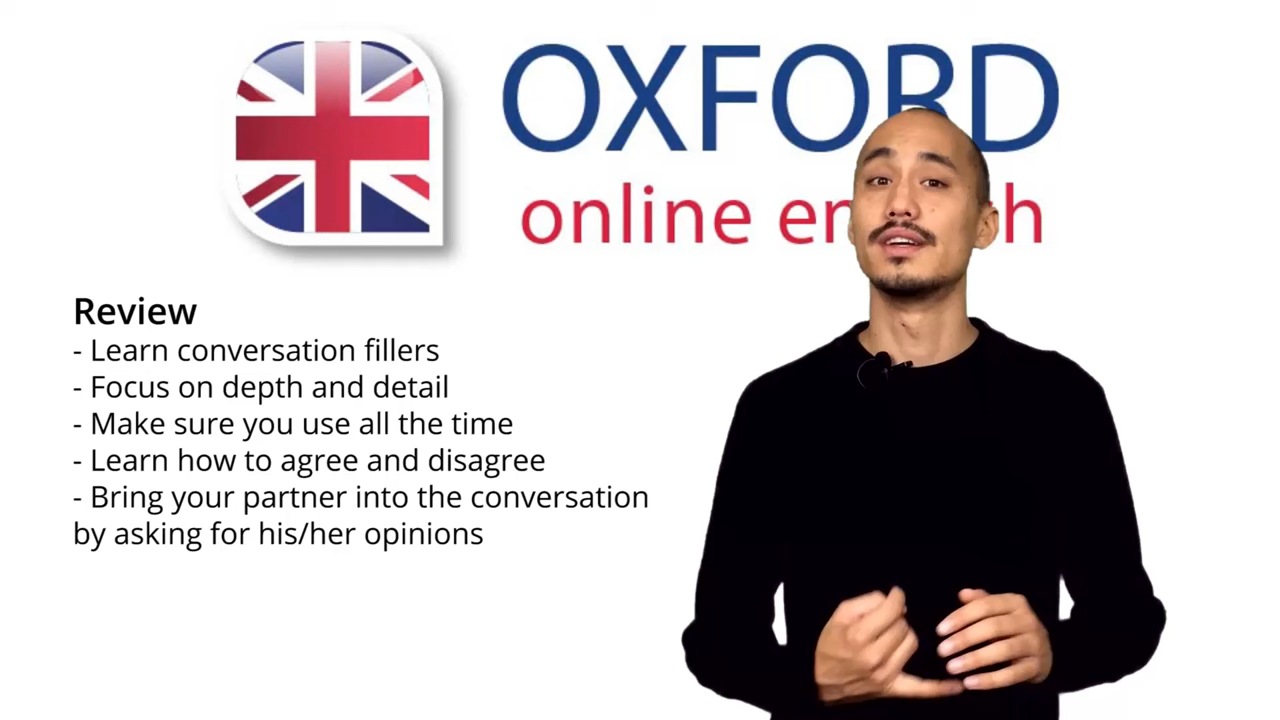 OXFORD
online en h
Review
- Learn conversation fillers
- Focus on depth and detail
- Make sure you use all the time
- Learn how to agree and disagree
- Bring your partner into the conversation
by asking for his/her opinions